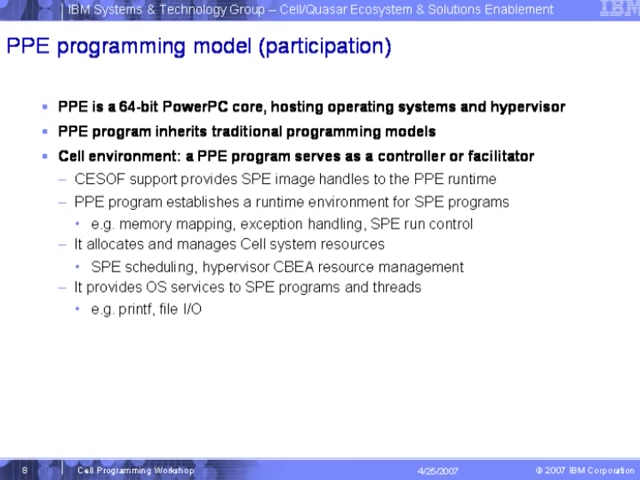 IBM Systems & Technology Group – Cell/Quasar Ecosystem & Solutions Enablement
IBM
PPE programming model (participation)
▪ PPE is a 64-bit PowerPC core, hosting operating systems and hypervisor
▪ PPE program inherits traditional programming models
▪ Cell environment: a PPE program serves as a controller or facilitator
– CESOF support provides SPE image handles to the PPE runtime
– PPE program establishes a runtime environment for SPE programs
• e.g. memory mapping, exception handling, SPE run control
– It allocates and manages Cell system resources
• SPE scheduling, hypervisor CBEA resource management
– It provides OS services to SPE programs and threads
• e.g. printf, file I/O
8 Cell Programming Workshop 4/25/2007 © 2007 IBM Corporation